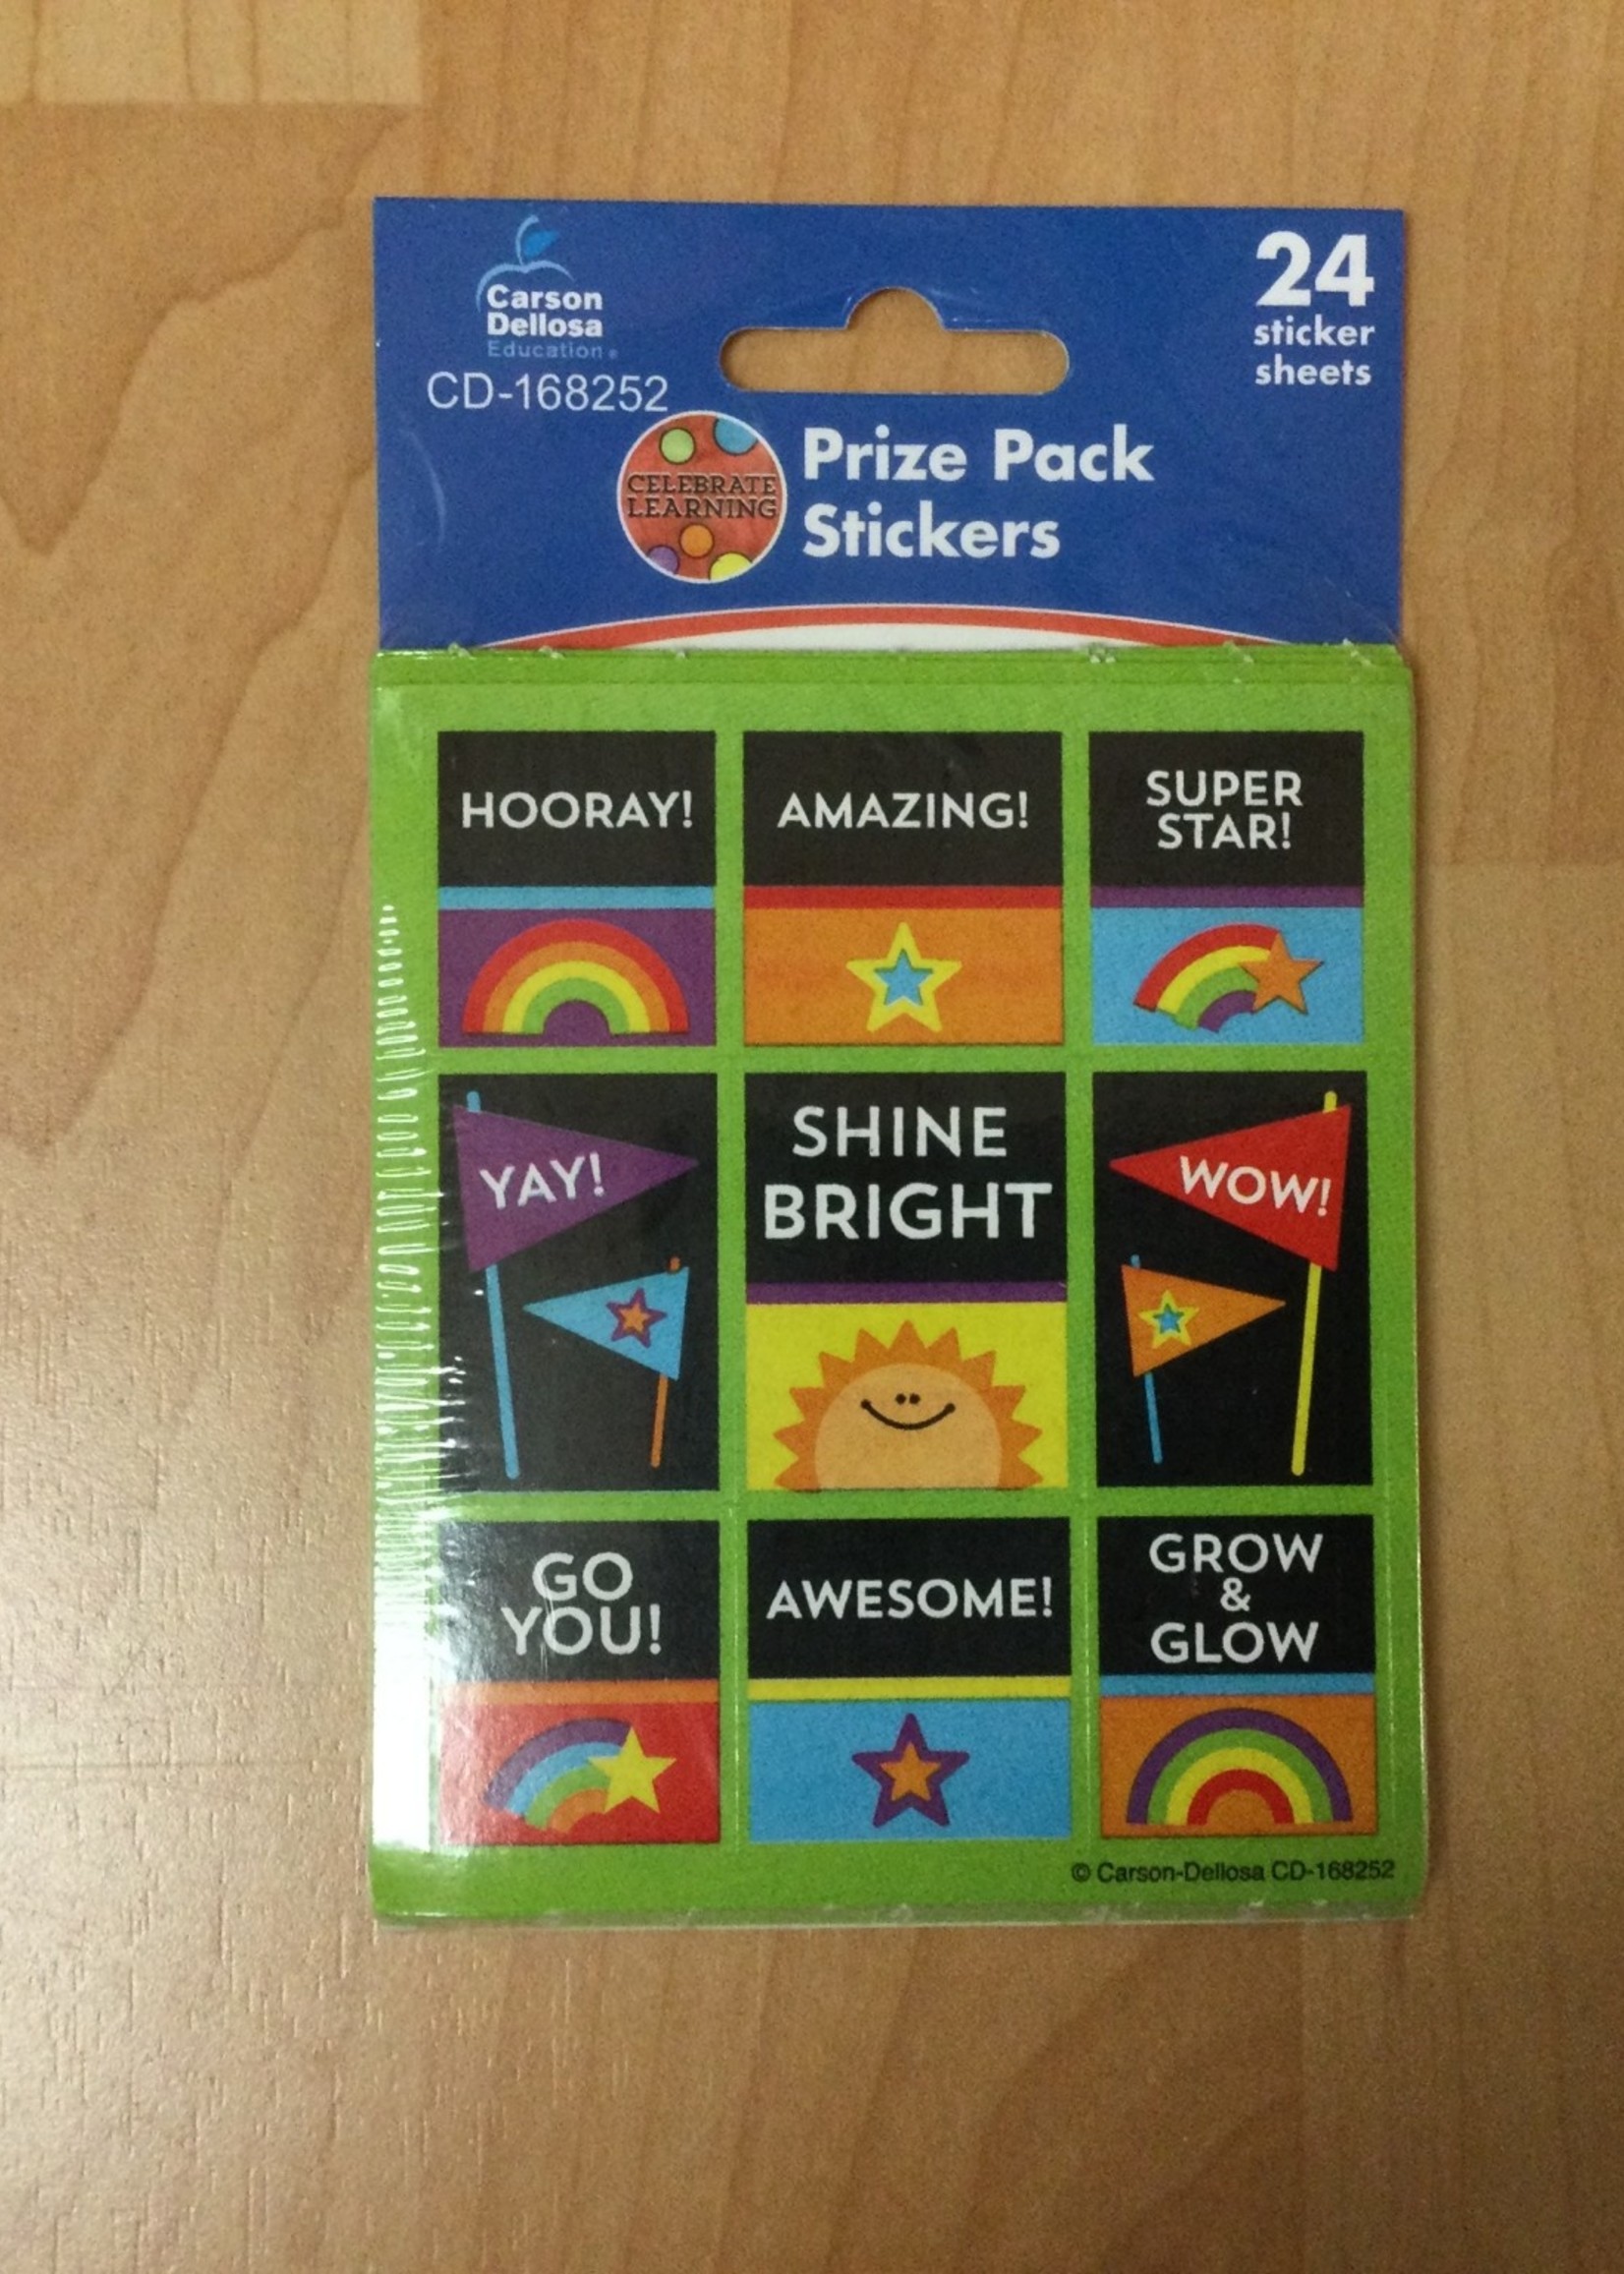 Carson
Dellosa
Education
CD-168252
24
sticker
sheets
CELEBRATE
LEARNING
Prize Pack
Stickers
HOORAY!
AMAZING!
SUPER
STAR!
YAY!
SHINE
BRIGHT
WOW!
GO
YOU!
AWESOME!
GROW
&
GLOW
© Carson-Dellosa CD-168252